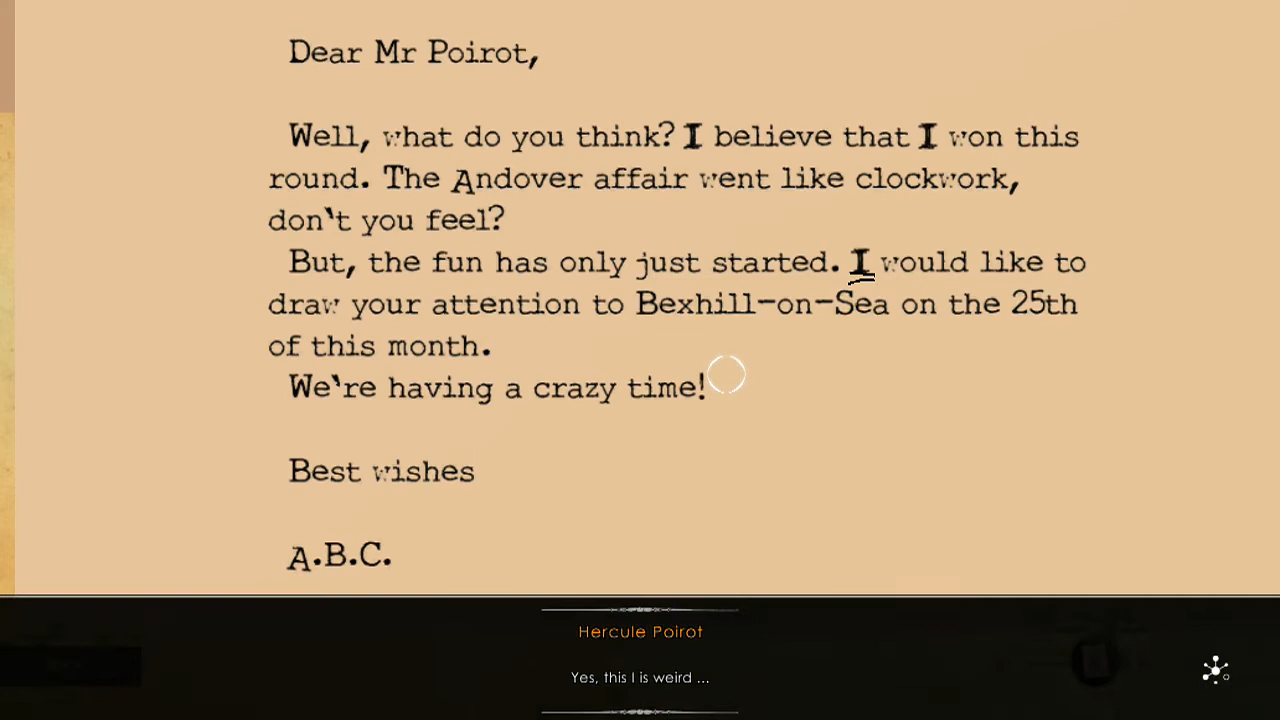 Dear Mr Poirot,
Well, what do you think? I believe that I won this
round. The Andover affair went like clockwork,
don't you feel?
But, the fun has only just started. I would like to
draw your attention to Bexhill-on-Sea on the 25th
of this month.
We're having a crazy time!
Best wishes
A.B.C.
Hercule Poirot
Yes, this I is weird ...